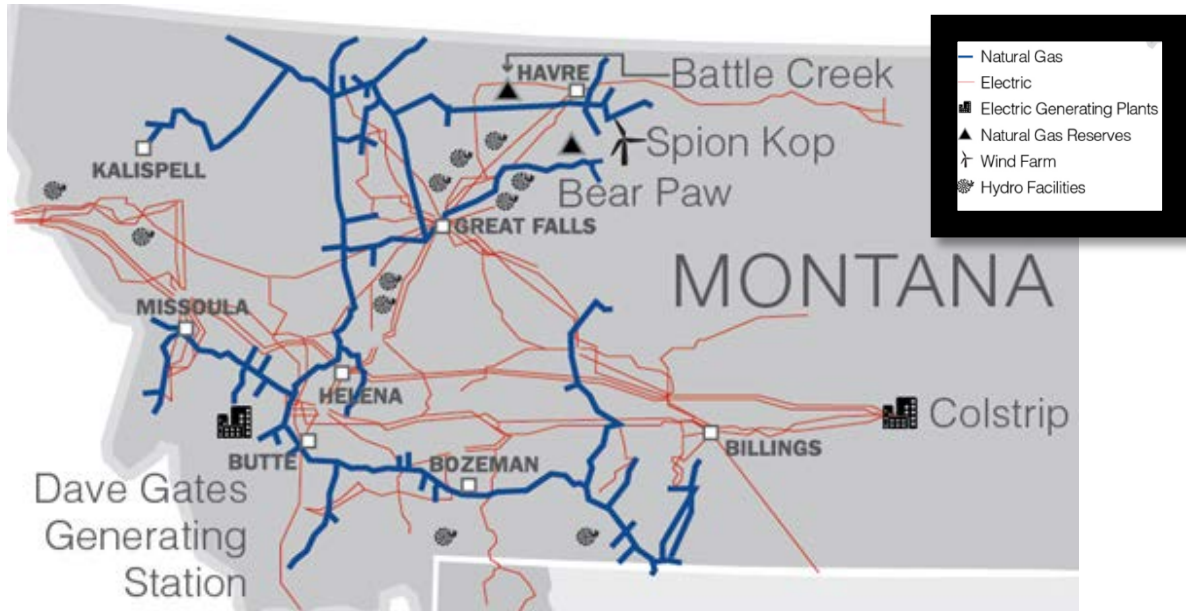 HAVRE
Battle Creek
KALISPELL
Spion Kop
Bear Paw
GREAT FALLS
MONTANA
MISSOULA
HELENA
Colstrip
BUTTE
BOZEMAN
BILLINGS
Dave Gates
Generating
Station
Natural Gas
Electric
Electric Generating Plants
Natural Gas Reserves
Wind Farm
Hydro Facilities